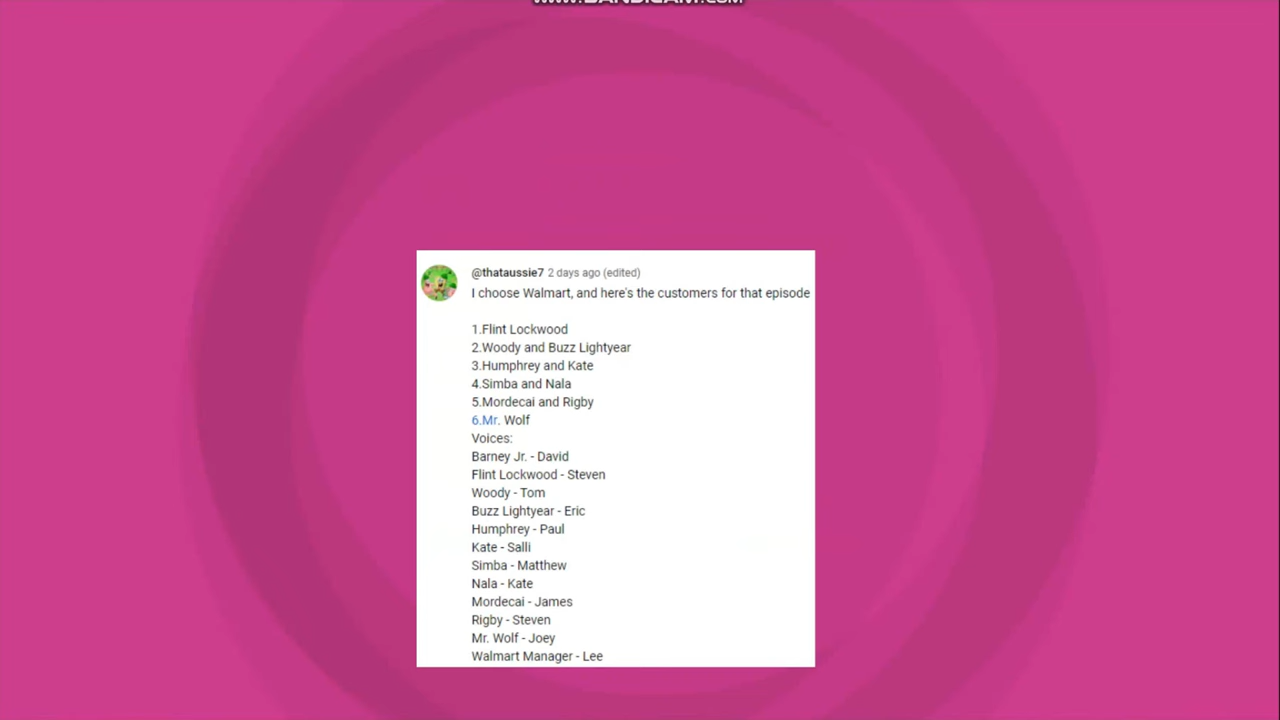 www.BANDICAM.com
@thataussie7 2 days ago (edited)
I choose Walmart, and here's the customers for that episode
1.Flint Lockwood
2.Woody and Buzz Lightyear
3.Humphrey and Kate
4.Simba and Nala
5.Mordecai and Rigby
6.Mr. Wolf
Voices:
Barney Jr. - David
Flint Lockwood - Steven
Woody - Tom
Buzz Lightyear - Eric
Humphrey - Paul
Kate - Salli
Simba - Matthew
Nala - Kate
Mordecai - James
Rigby - Steven
Mr. Wolf - Joey
Walmart Manager - Lee